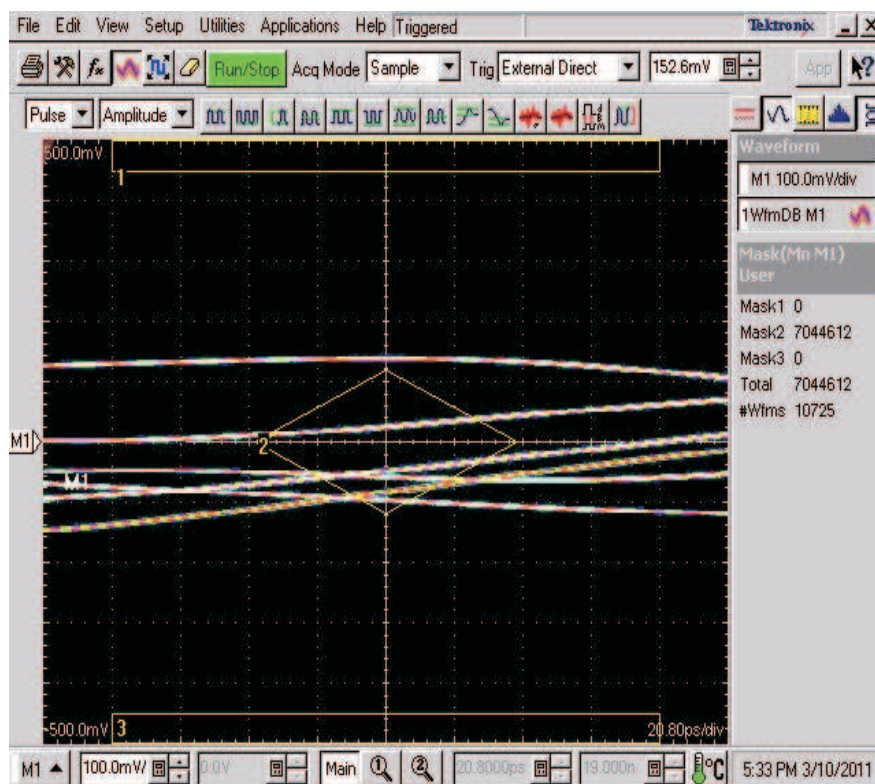 File Edit View Setup Utilities Applications Help Triggered Tektronix
Run/Stop Acq Mode Sample Trig External Direct 152.6mV App
Pulse Amplitude
500.0mV
1
Waveform
M1 100.0mV/div
1WfmDB M1
Mask(Mn M1)
User
Mask1 0
Mask2 7044612
Mask3 0
Total 7044612
#Wfms 10725
M1
2
M1
-500.0mV
3
20.80ps/div
M1 100.0mV/ 0.0V Main 1 2 20.8000ps 19.000n °C 5:33 PM 3/10/2011